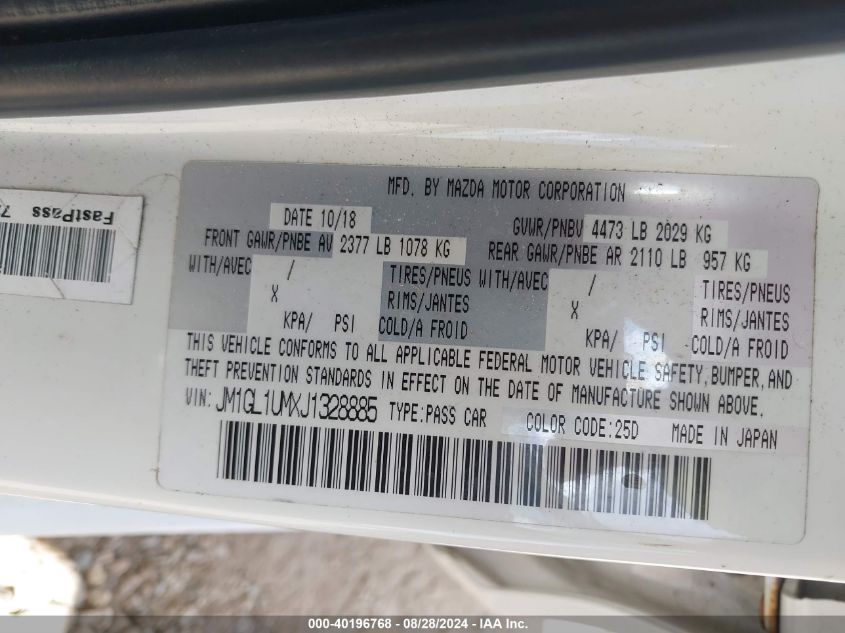 MFD. BY MAZDA MOTOR CORPORATION
DATE 10/18 GVWR/PNBV 4473 LB 2029 KG
FRONT GAWR/PNBE AV 2377 LB 1078 KG REAR GAWR/PNBE AR 2110 LB 957 KG
WITH/AVEC / TIRES/PNEUS WITH/AVEC / TIRES/PNEUS
X RIMS/JANTES X RIMS/JANTES
KPA/ PSI COLD/A FROID KPA/ PSI COLD/A FROID
THIS VEHICLE CONFORMS TO ALL APPLICABLE FEDERAL MOTOR VEHICLE SAFETY, BUMPER, AND
THEFT PREVENTION STANDARDS IN EFFECT ON THE DATE OF MANUFACTURE SHOWN ABOVE.
VIN: JM1GL1UMXJ1328885 TYPE:PASS CAR COLOR CODE:25D MADE IN JAPAN
FastPass
000-40196768 - 08/28/2024 - IAA Inc.